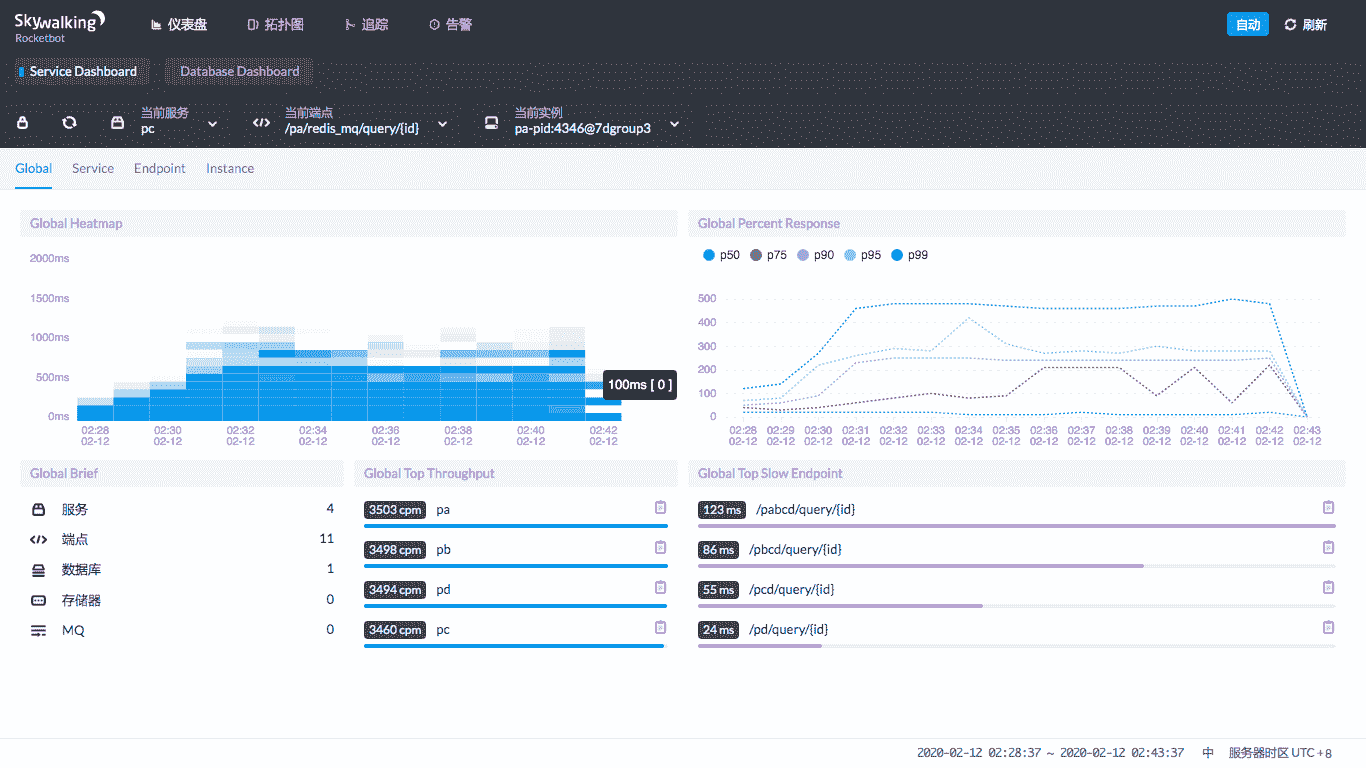 Skywalking
Rocketbot
仪表盘 拓扑图 追踪 告警 自动 刷新
Service Dashboard Database Dashboard
当前服务 当前端点 当前实例
pc /pa/redis_mq/query/{id} pa-pid:4346@7dgroup3
Global Service Endpoint Instance
Global Heatmap
2000ms
1500ms
1000ms
500ms
0ms
100ms [ 0 ]
02:28 02:30 02:32 02:34 02:36 02:38 02:40 02:42
02-12 02-12 02-12 02-12 02-12 02-12 02-12 02-12
Global Percent Response
p50 p75 p90 p95 p99
500
400
300
200
100
0
02:28 02:29 02:30 02:31 02:32 02:33 02:34 02:35 02:36 02:37 02:38 02:39 02:40 02:41 02:42 02:43
02-12 02-12 02-12 02-12 02-12 02-12 02-12 02-12 02-12 02-12 02-12 02-12 02-12 02-12 02-12 02-12
Global Brief
服务 4
端点 11
数据库 1
存储器 0
MQ 0
Global Top Throughput
3503 cpm pa
3498 cpm pb
3494 cpm pd
3460 cpm pc
Global Top Slow Endpoint
123 ms /pabcd/query/{id}
86 ms /pbcd/query/{id}
55 ms /pcd/query/{id}
24 ms /pd/query/{id}
2020-02-12 02:28:37 ~ 2020-02-12 02:43:37 中 服务器时区 UTC +8